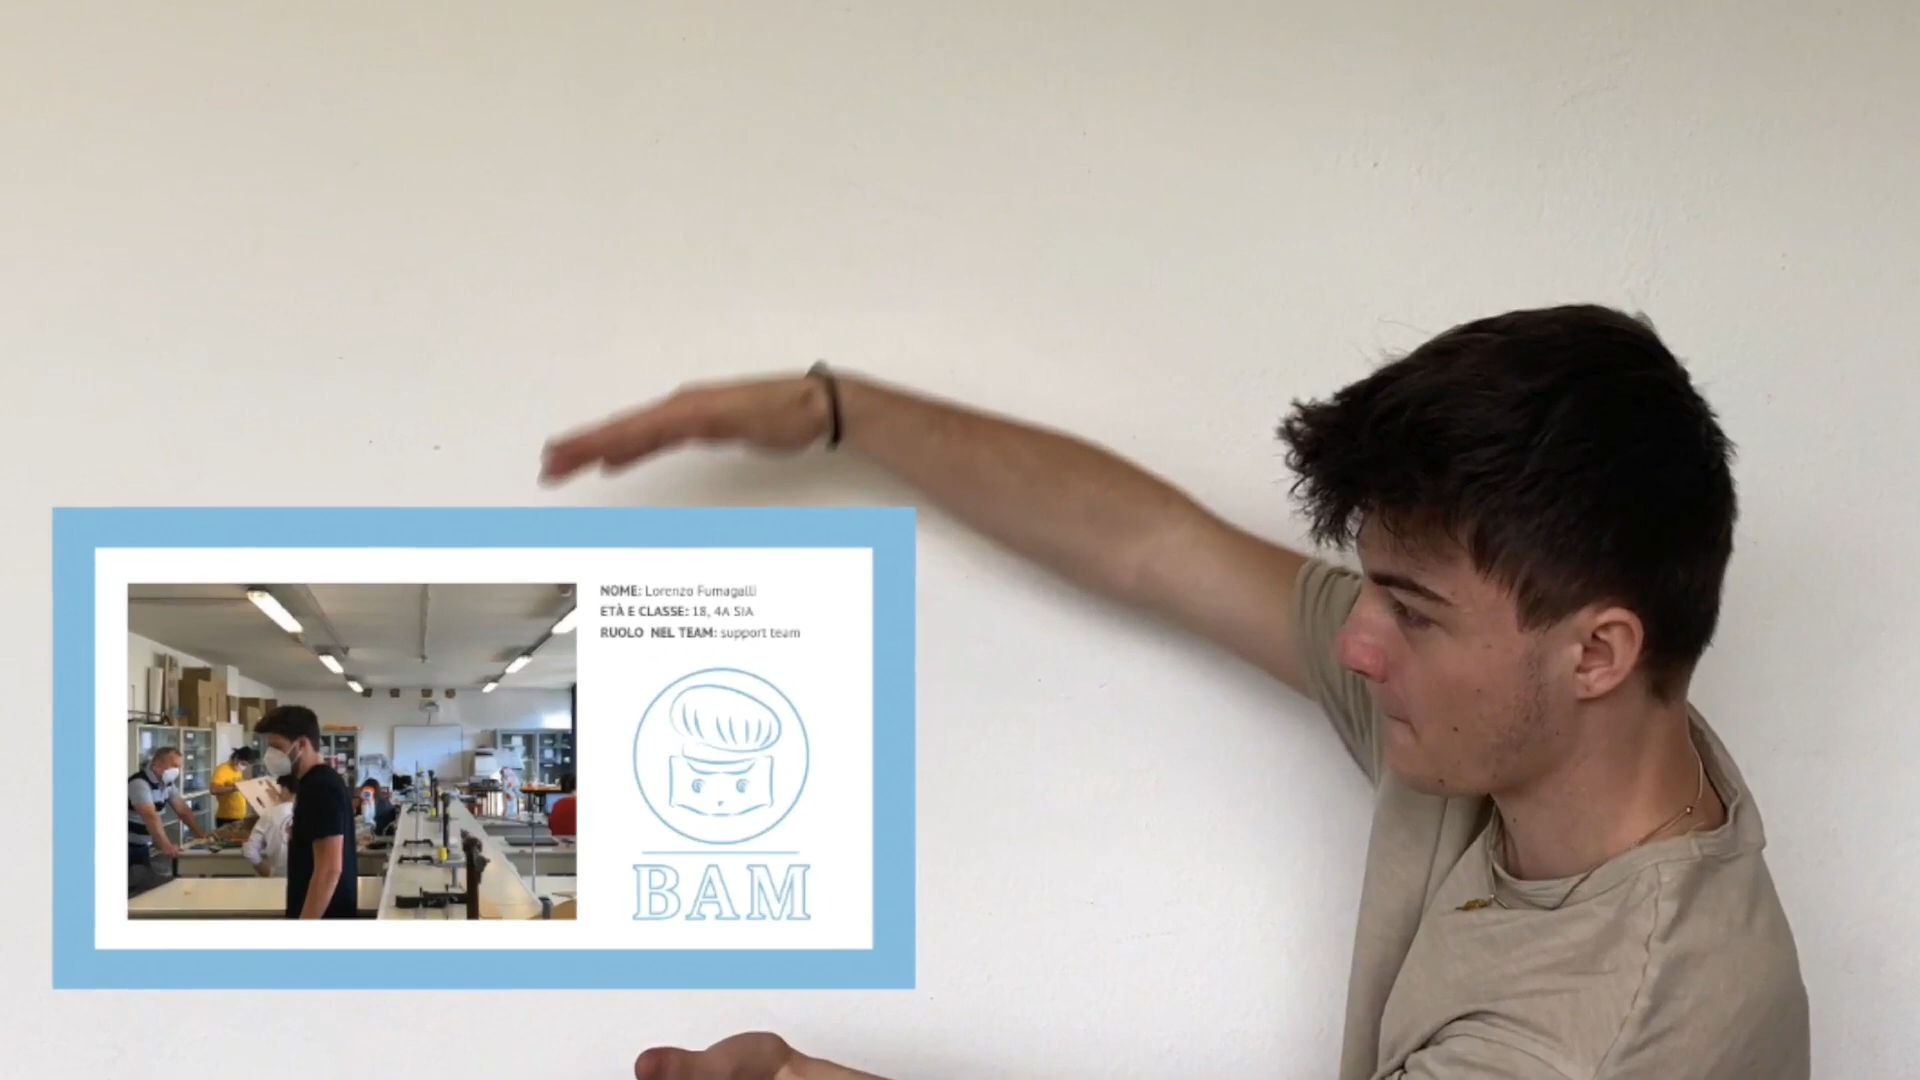 NOME: Lorenzo Fumagalli
ETÀ E CLASSE: 18, 4A SIA
RUOLO NEL TEAM: support team
BAM